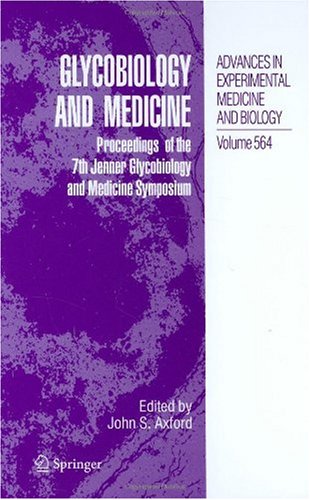 GLYCOBIOLOGY
AND MEDICINE
Proceedings of the
7th Jenner Glycobiology
and Medicine Symposium
Edited by
John S. Axford
Springer
ADVANCES IN
EXPERIMENTAL
MEDICINE
AND BIOLOGY
Volume 564